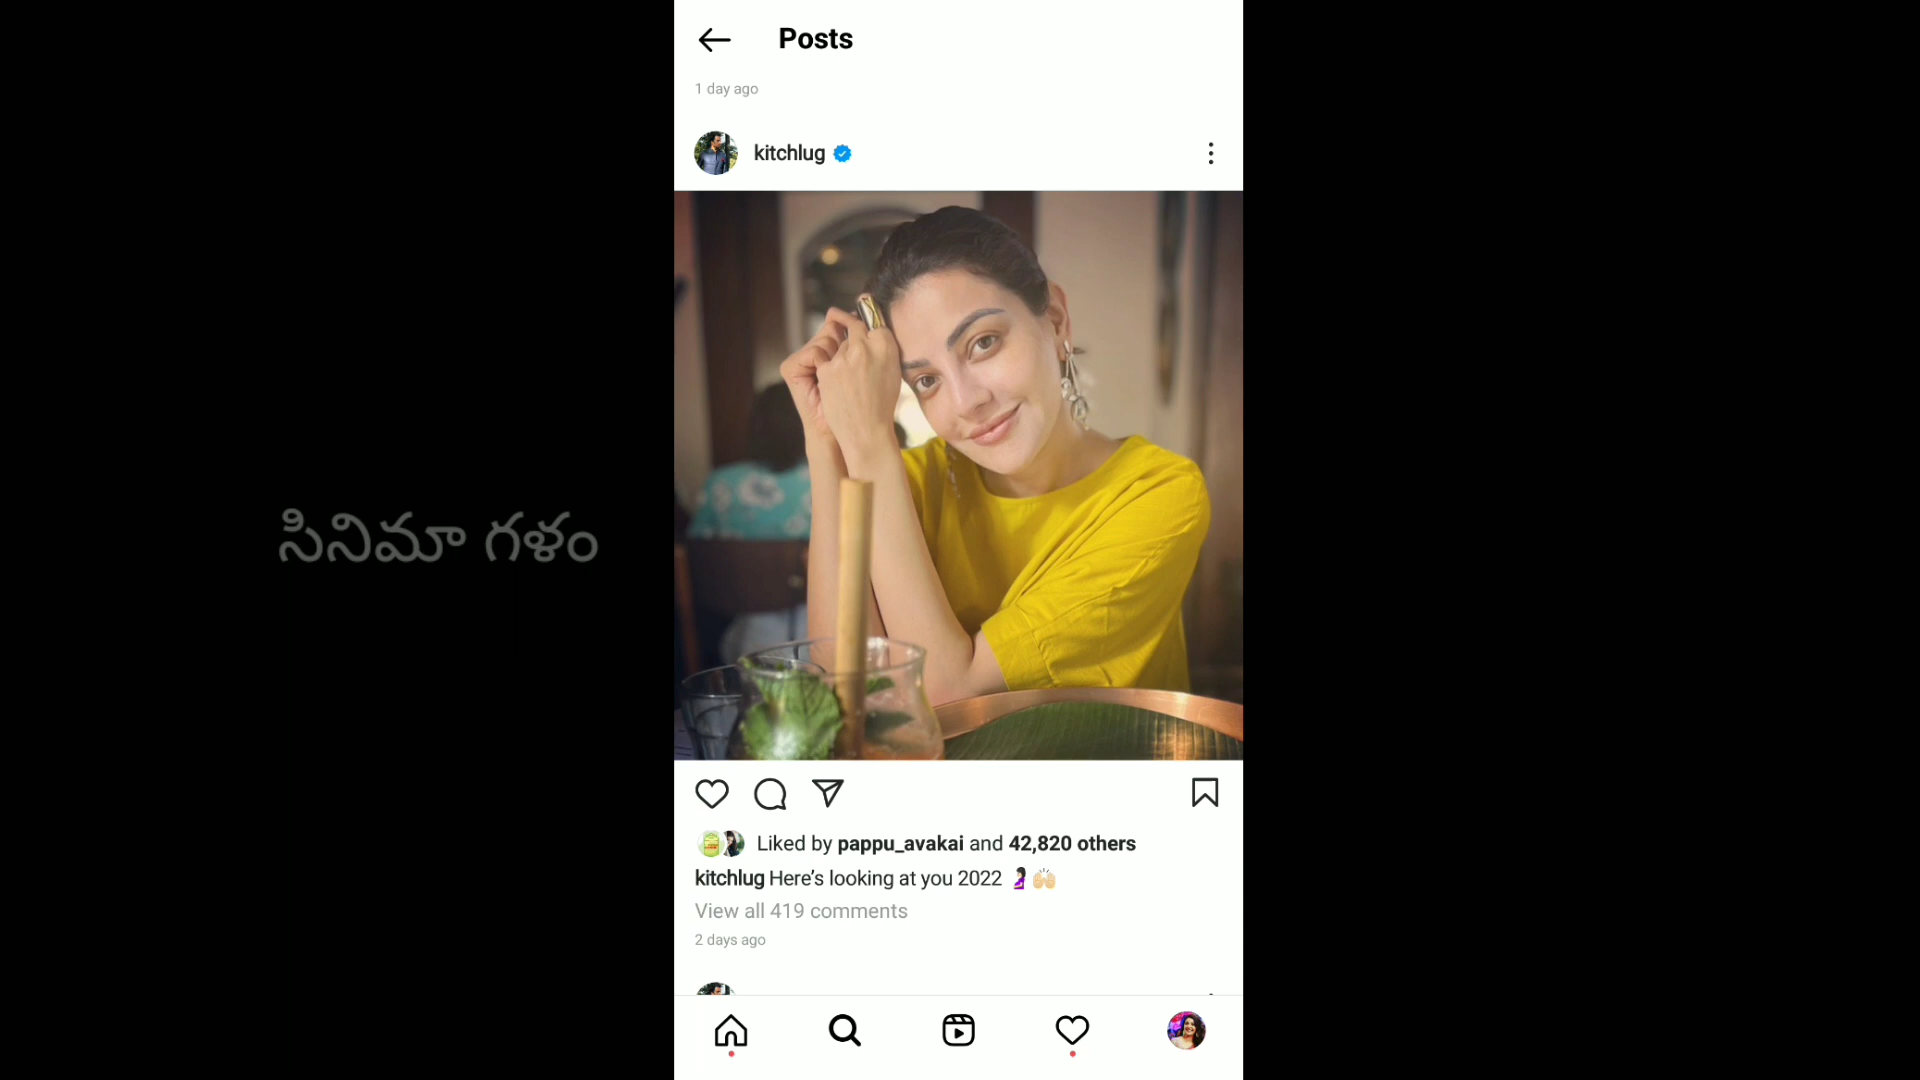 Posts
1 day ago
kitchlug
సినిమా గళం
Liked by pappu_avakai and 42,820 others
kitchlug Here's looking at you 2022 🤰🏻🙌🏼
View all 419 comments
2 days ago